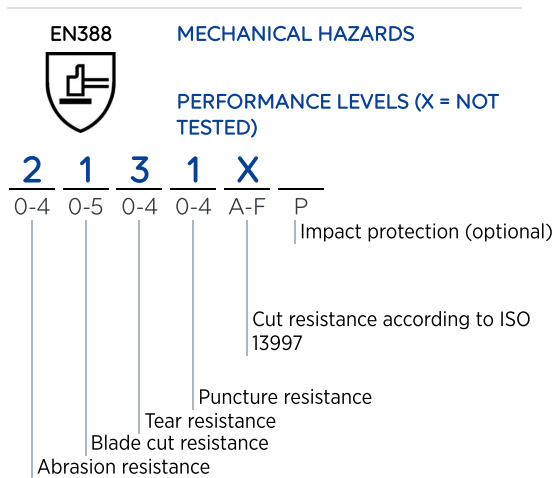 EN388
MECHANICAL HAZARDS
PERFORMANCE LEVELS (X = NOT
TESTED)
2 1 3 1 X
0-4 0-5 0-4 0-4 A-F P
Impact protection (optional)
Cut resistance according to ISO
13997
Puncture resistance
Tear resistance
Blade cut resistance
Abrasion resistance